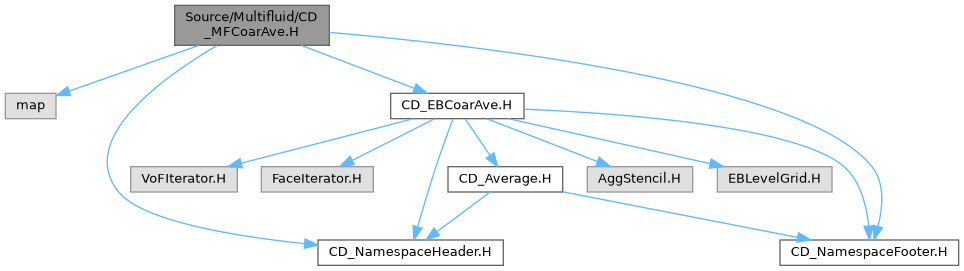 Source/Multifluid/CD
_MFCoarAve.H
map
CD_EBCoarAve.H
VoFIterator.H
FaceIterator.H
CD_Average.H
AggStencil.H
EBLevelGrid.H
CD_NamespaceHeader.H
CD_NamespaceFooter.H